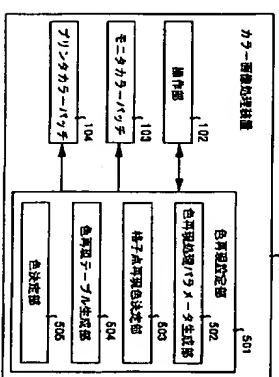 カラー画像処理装置
操作部
102
モニタカラーパッチ
103
プリンタカラーパッチ
104
色再現設定部
501
色再現処理パラメータ生成部
502
格子点再現色決定部
503
色再現テーブル生成部
504
色決定部
505